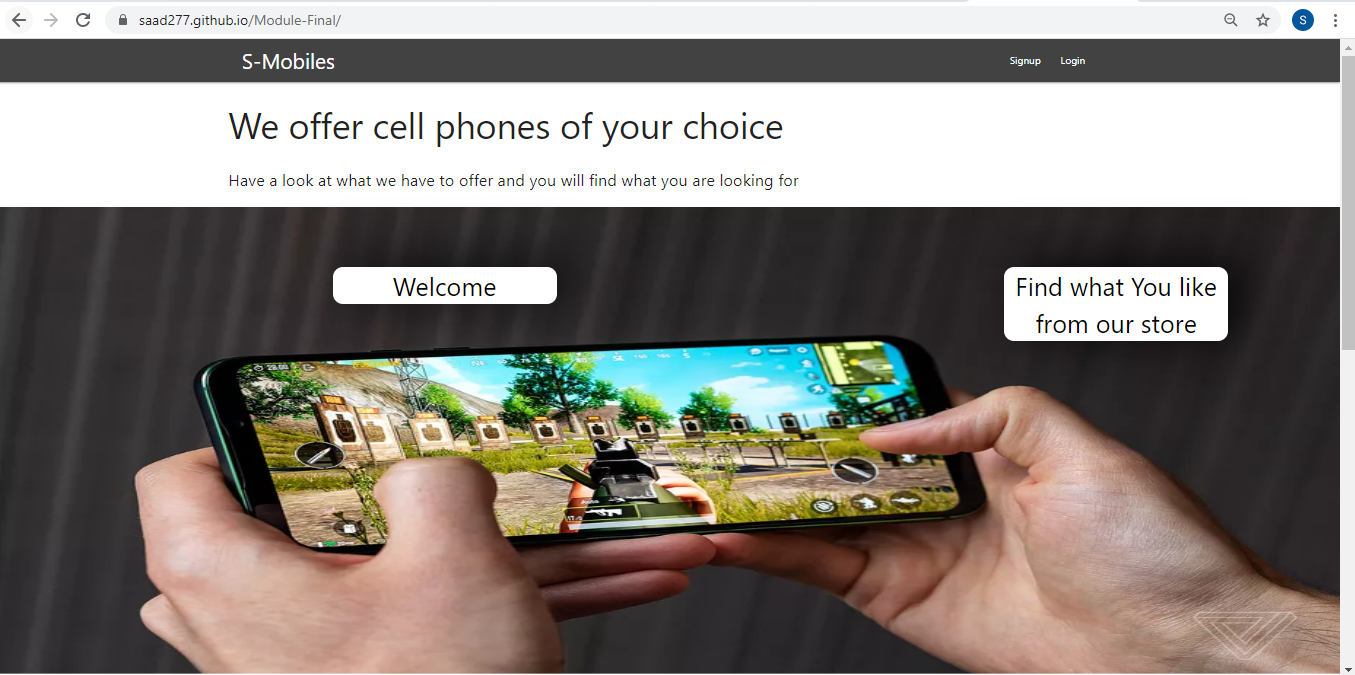 saad277.github.io/Module-Final/
S
S-Mobiles
Signup Login
We offer cell phones of your choice
Have a look at what we have to offer and you will find what you are looking for
Welcome
Find what You like
from our store